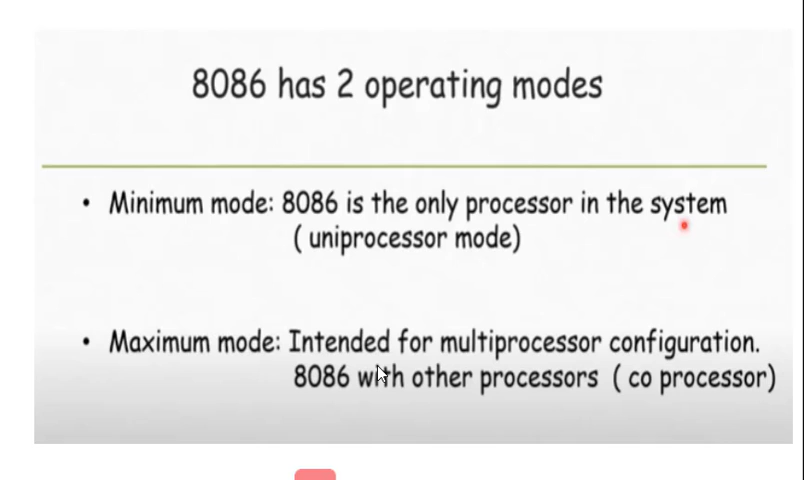 8086 has 2 operating modes
• Minimum mode: 8086 is the only processor in the system
( uniprocessor mode)
• Maximum mode: Intended for multiprocessor configuration.
8086 with other processors ( co processor)